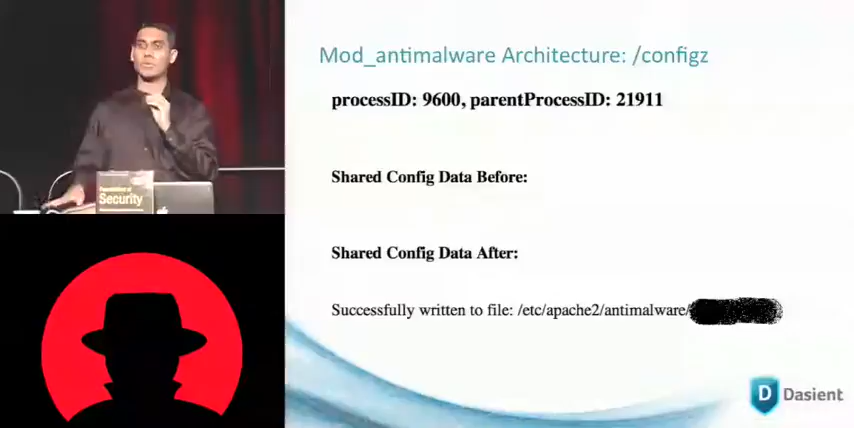 Mod_antimalware Architecture: /configz
processID: 9600, parentProcessID: 21911
Shared Config Data Before:
Shared Config Data After:
Successfully written to file: /etc/apache2/antimalware/
Security
D Dasient